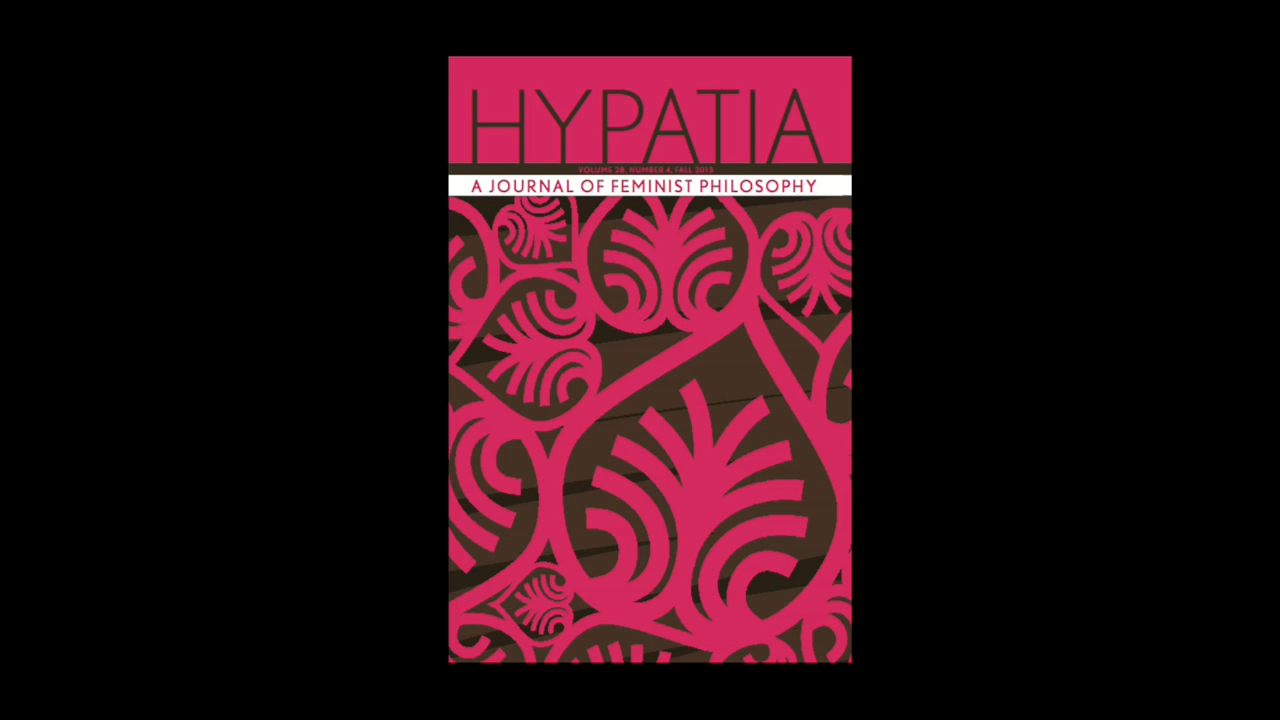 HYPATIA
VOLUME 28, NUMBER 4, FALL 2013
A JOURNAL OF FEMINIST PHILOSOPHY